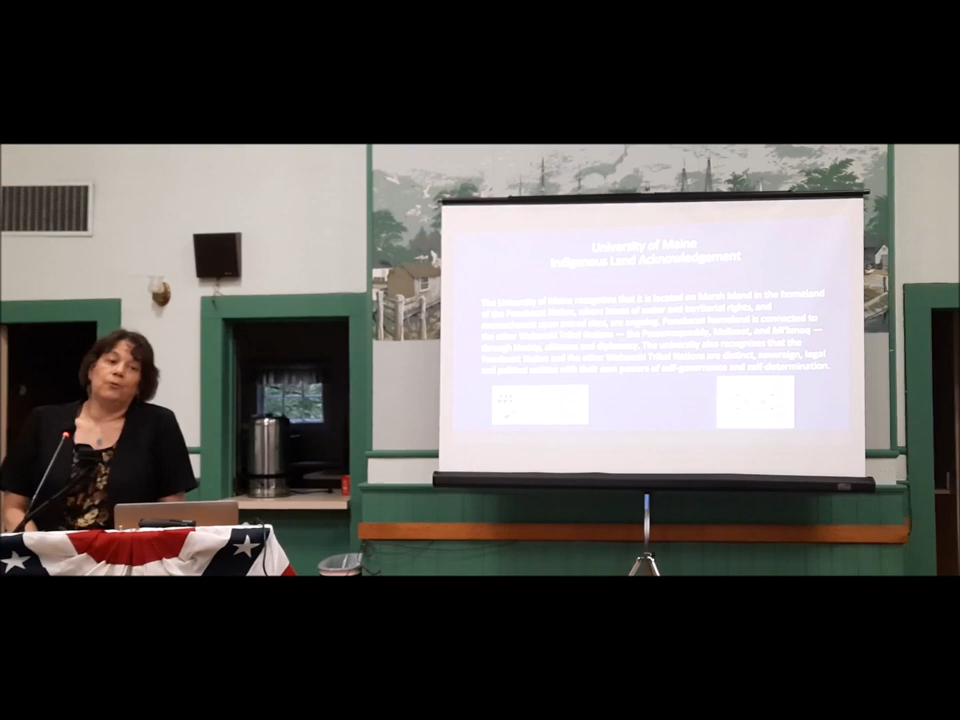 University of Maine
Indigenous Land Acknowledgement
The University of Maine recognizes that it is located on Marsh Island in the homeland
of the Penobscot Nation, where issues of water and territorial rights, and
encroachment upon sacred sites, are ongoing. Penobscot homeland is connected to
the other Wabanaki Tribal Nations — the Passamaquoddy, Maliseet, and Mi'kmaq —
through kinship, alliances and diplomacy. The university also recognizes that the
Penobscot Nation and the other Wabanaki Tribal Nations are distinct, sovereign, legal
and political entities with their own powers of self-governance and self-determination.